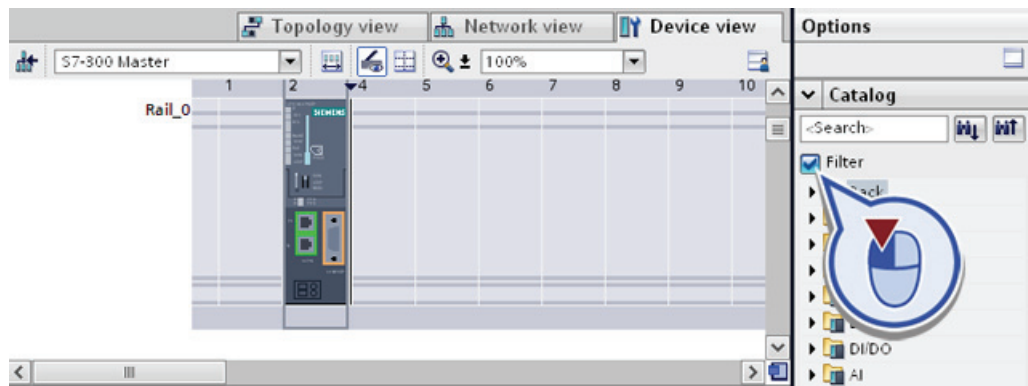 Topology view Network view Device view Options
S7-300 Master 100%
1 2 4 5 6 7 8 9 10
Catalog
Rail_0
<Search>
SIEMENS
Filter
DI/DO
AI